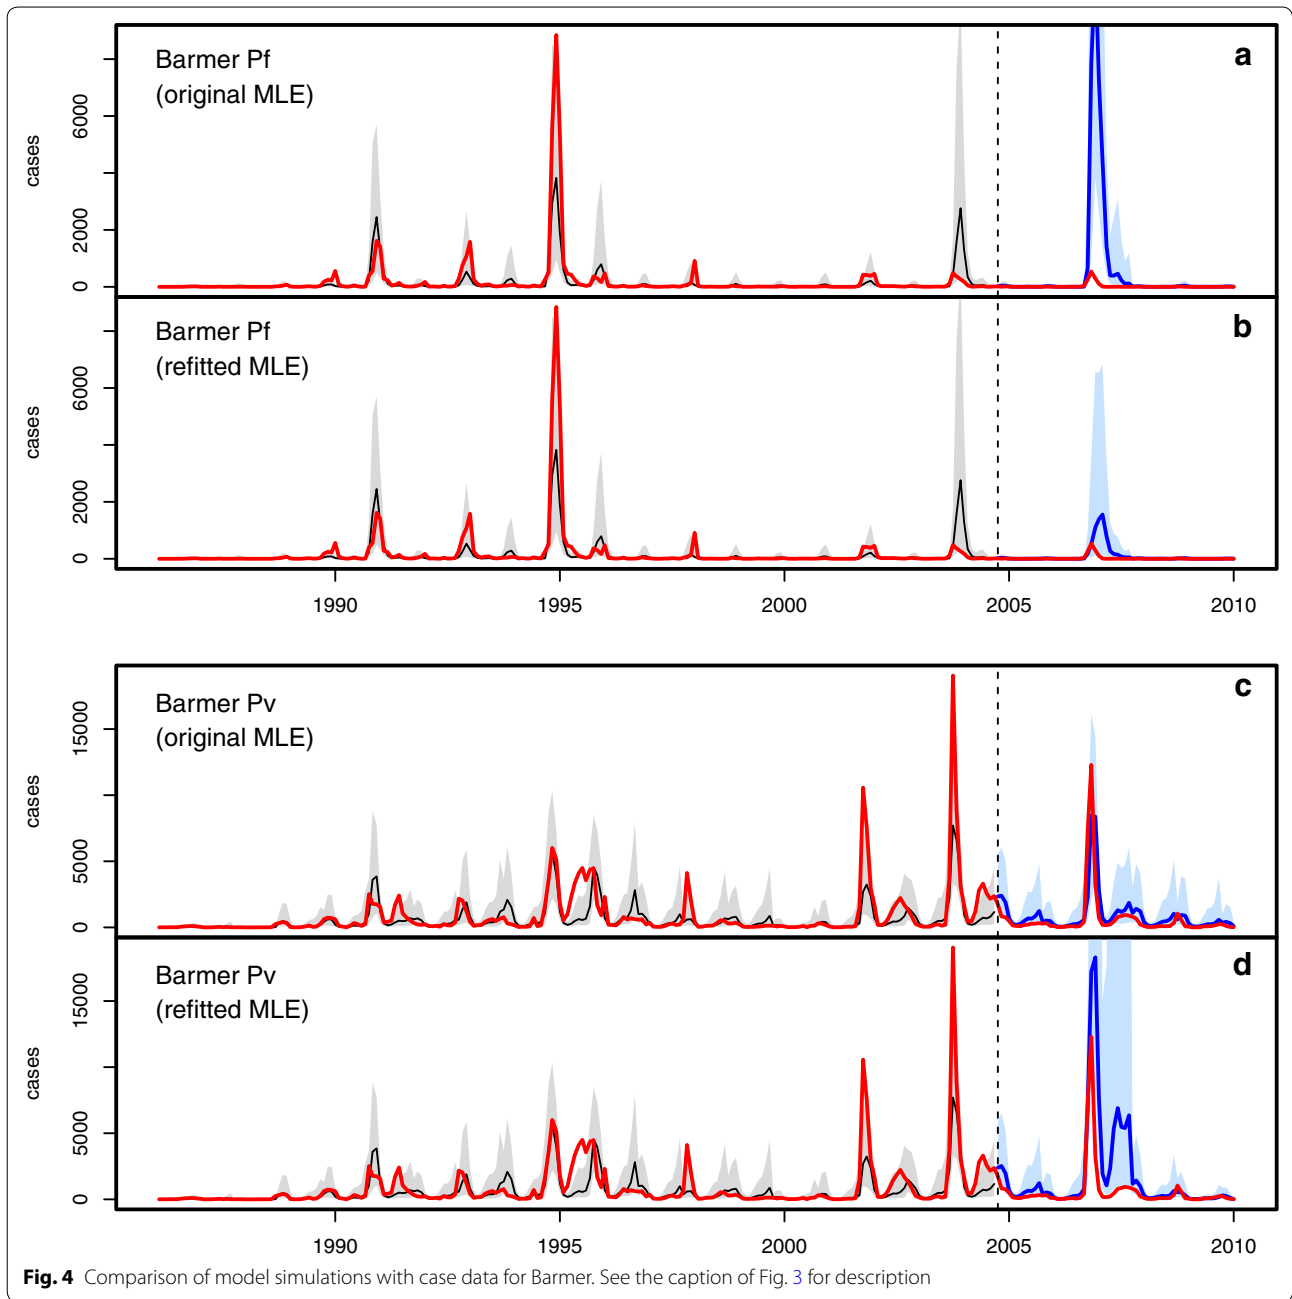 Barmer Pf
(original MLE)
a
cases
6000
2000
0
Barmer Pf
(refitted MLE)
b
cases
6000
2000
0
1990 1995 2000 2005 2010
Barmer Pv
(original MLE)
c
cases
15000
5000
0
Barmer Pv
(refitted MLE)
d
cases
15000
5000
0
1990 1995 2000 2005 2010
Fig. 4 Comparison of model simulations with case data for Barmer. See the caption of Fig. 3 for description